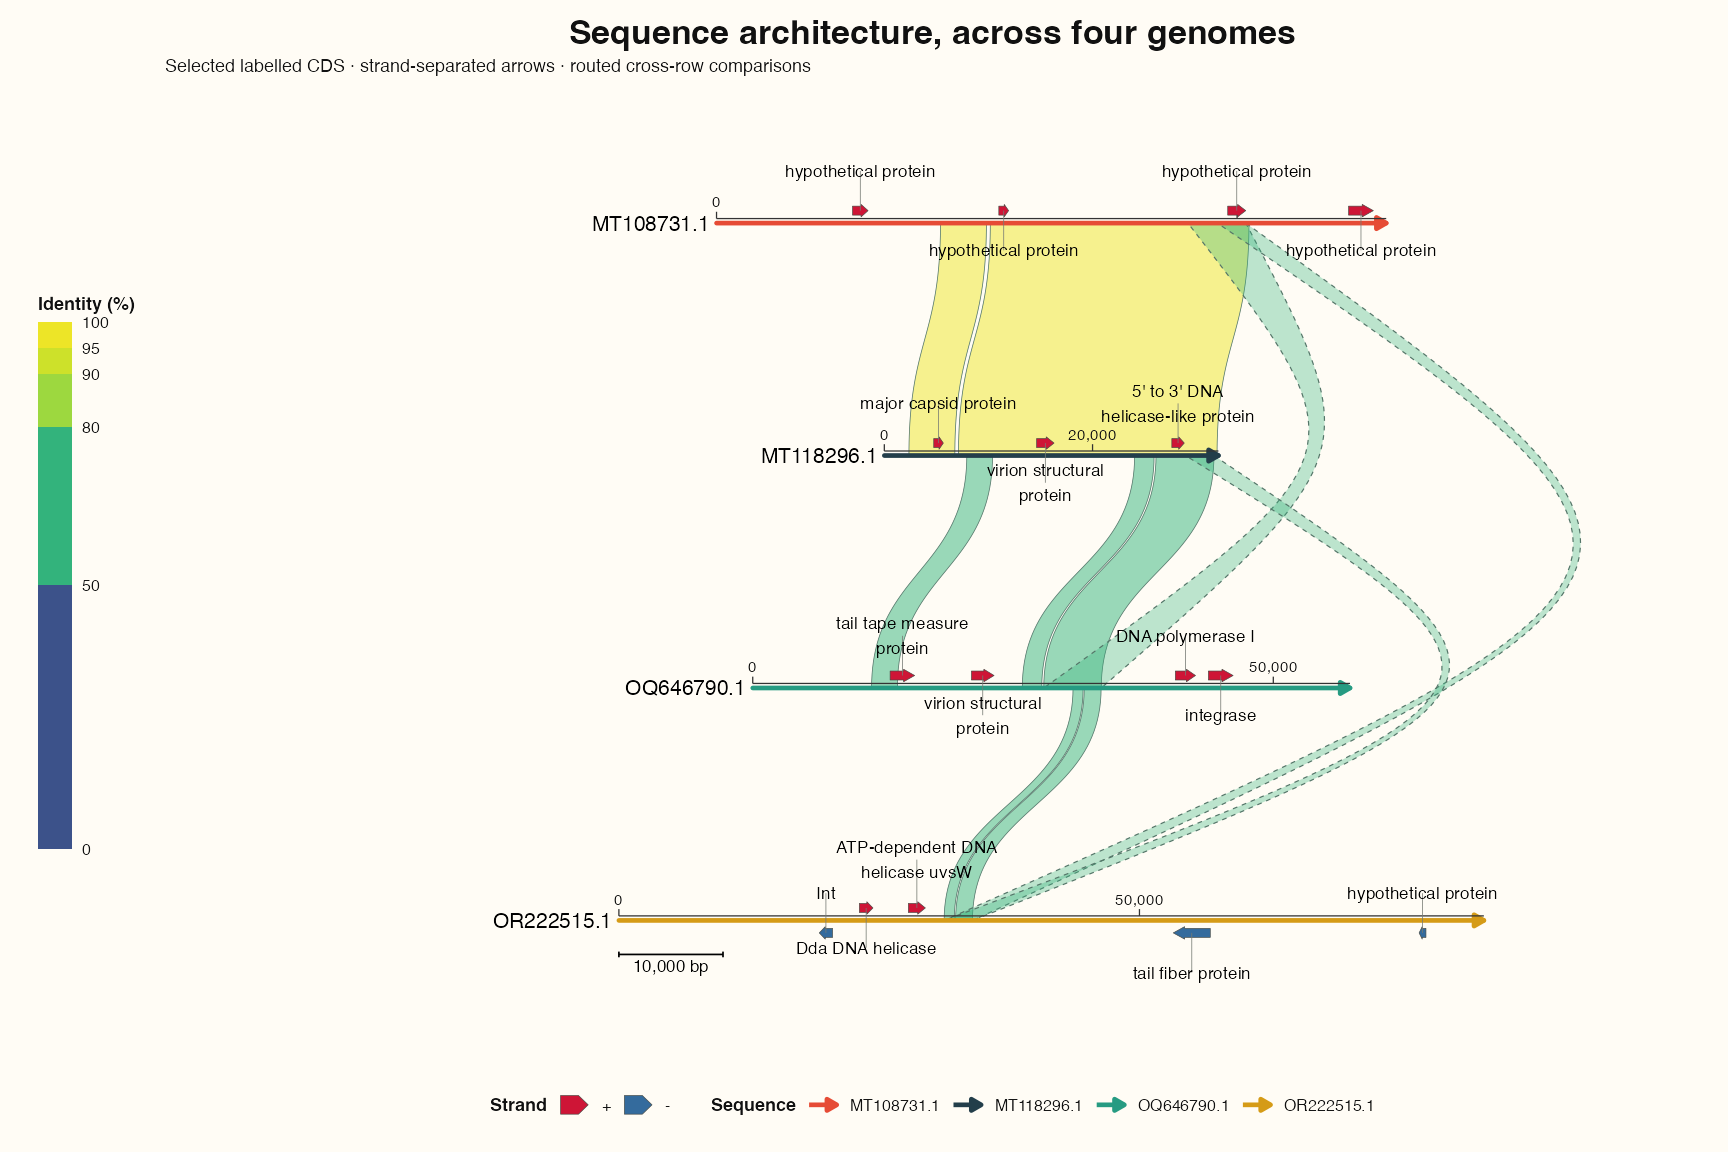 Sequence architecture, across four genomes
Selected labelled CDS · strand-separated arrows · routed cross-row comparisons
hypothetical protein
hypothetical protein
0
MT108731.1
hypothetical protein
hypothetical protein
Identity (%)
100
95
90
80
50
0
5' to 3' DNA
helicase-like protein
major capsid protein
0
20,000
MT118296.1
virion structural
protein
tail tape measure
protein
DNA polymerase I
0
50,000
OQ646790.1
virion structural
protein
integrase
ATP-dependent DNA
helicase uvsW
Int
hypothetical protein
0
50,000
OR222515.1
Dda DNA helicase
10,000 bp
tail fiber protein
Strand + - Sequence MT108731.1 MT118296.1 OQ646790.1 OR222515.1